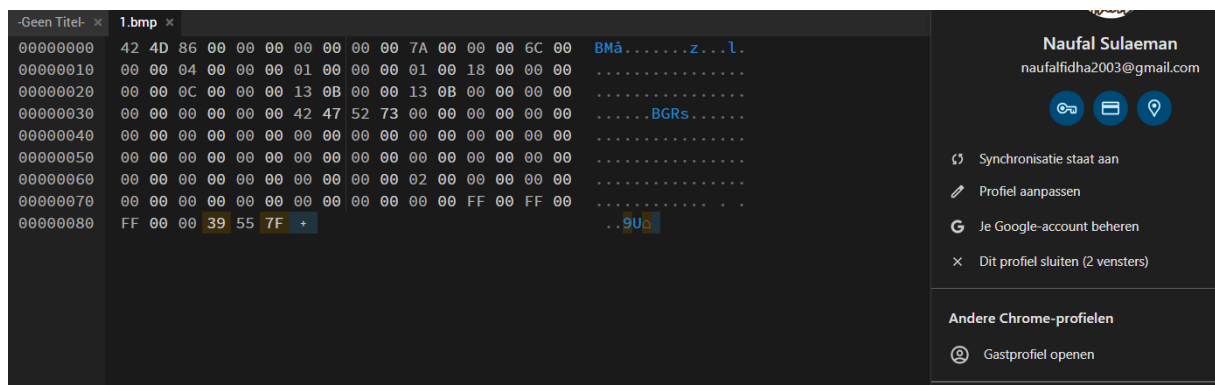 -Geen Titel- × 1.bmp ×
00000000 42 4D 86 00 00 00 00 00 00 00 7A 00 00 00 6C 00 BMå.......z...l.
00000010 00 00 04 00 00 00 01 00 00 00 01 00 18 00 00 00 ................
00000020 00 00 0C 00 00 00 13 0B 00 00 13 0B 00 00 00 00 ................
00000030 00 00 00 00 00 00 42 47 52 73 00 00 00 00 00 00 ......BGRs......
00000040 00 00 00 00 00 00 00 00 00 00 00 00 00 00 00 00 ................
00000050 00 00 00 00 00 00 00 00 00 00 00 00 00 00 00 00 ................
00000060 00 00 00 00 00 00 00 00 00 00 02 00 00 00 00 00 ................
00000070 00 00 00 00 00 00 00 00 00 00 00 00 FF 00 FF 00 ............ . .
00000080 FF 00 00 39 55 7F + ..9U⌂
Naufal Sulaeman
naufalfidha2003@gmail.com
Synchronisatie staat aan
Profiel aanpassen
G Je Google-account beheren
Dit profiel sluiten (2 vensters)
Andere Chrome-profielen
Gastprofiel openen